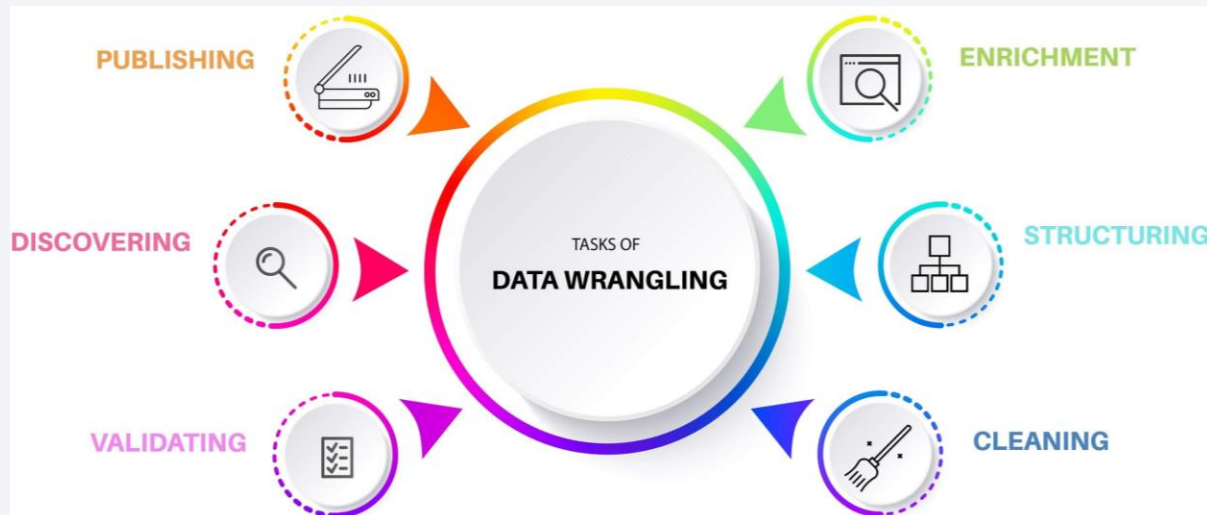 PUBLISHING
ENRICHMENT
DISCOVERING
TASKS OF
DATA WRANGLING
STRUCTURING
VALIDATING
CLEANING